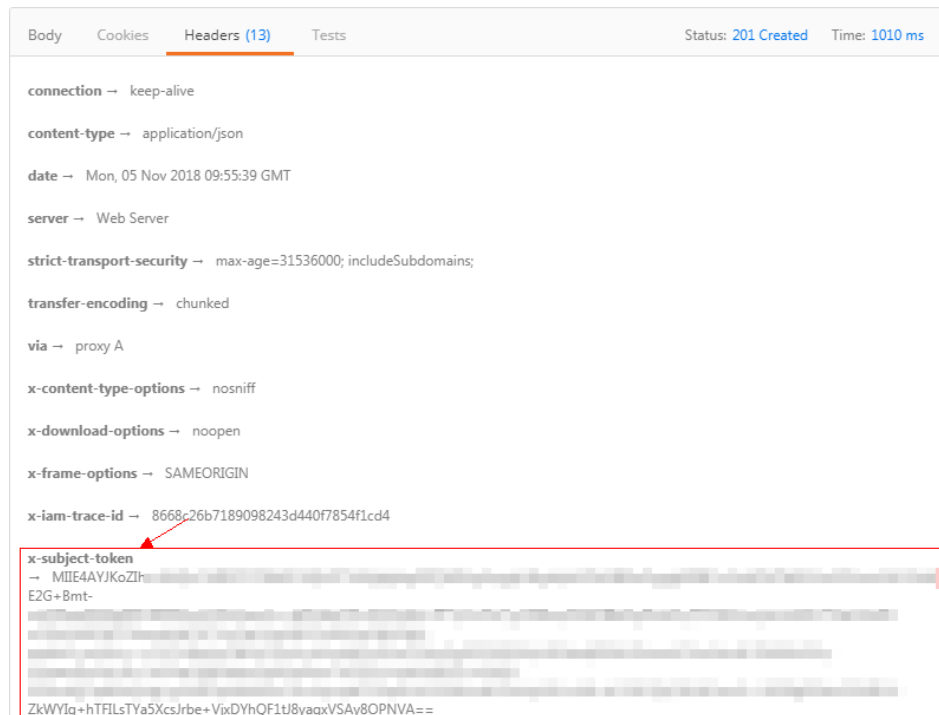 Body Cookies Headers (13) Tests Status: 201 Created Time: 1010 ms
connection → keep-alive
content-type → application/json
date → Mon, 05 Nov 2018 09:55:39 GMT
server → Web Server
strict-transport-security → max-age=31536000; includeSubdomains;
transfer-encoding → chunked
via → proxy A
x-content-type-options → nosniff
x-download-options → noopen
x-frame-options → SAMEORIGIN
x-iam-trace-id → 8668c26b7189098243d440f7854f1cd4
x-subject-token
→ MIIE4AYJKoZIh
E2G+Bmt-
ZkWYIg+hTFILsTYa5XcsJrbe+VjxDYhQF1tJ8yaqxVSAy8OPNVA==